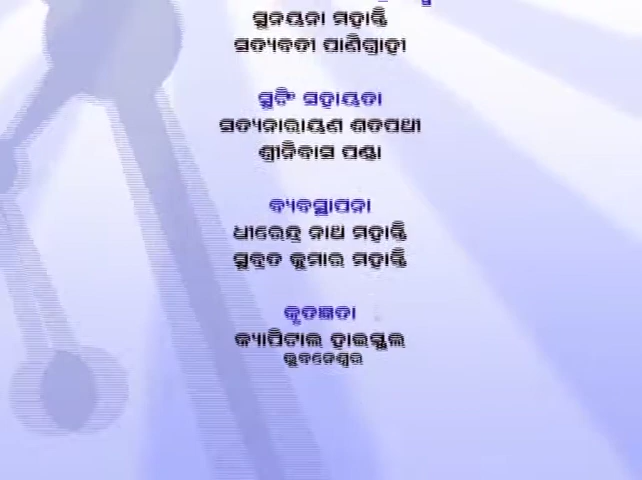 ସୁନୟନା ମହାନ୍ତି
ସତ୍ୟବତୀ ପାଣିଗ୍ରାହୀ
ସୁଟିଂ ସହାୟତା
ସତ୍ୟନାରାୟଣ ଶତପଥୀ
ଶ୍ରୀନିବାସ ପଣ୍ଡା
ବ୍ୟବସ୍ଥାପନା
ଧୀରେନ୍ଦ୍ର ନାଥ ମହାନ୍ତି
ସୁବ୍ରତ କୁମାର ମହାନ୍ତି
କୃତଜ୍ଞତା
କ୍ୟାପିଟାଲ ହାଇସ୍କୁଲ
ଭୁବନେଶ୍ୱର